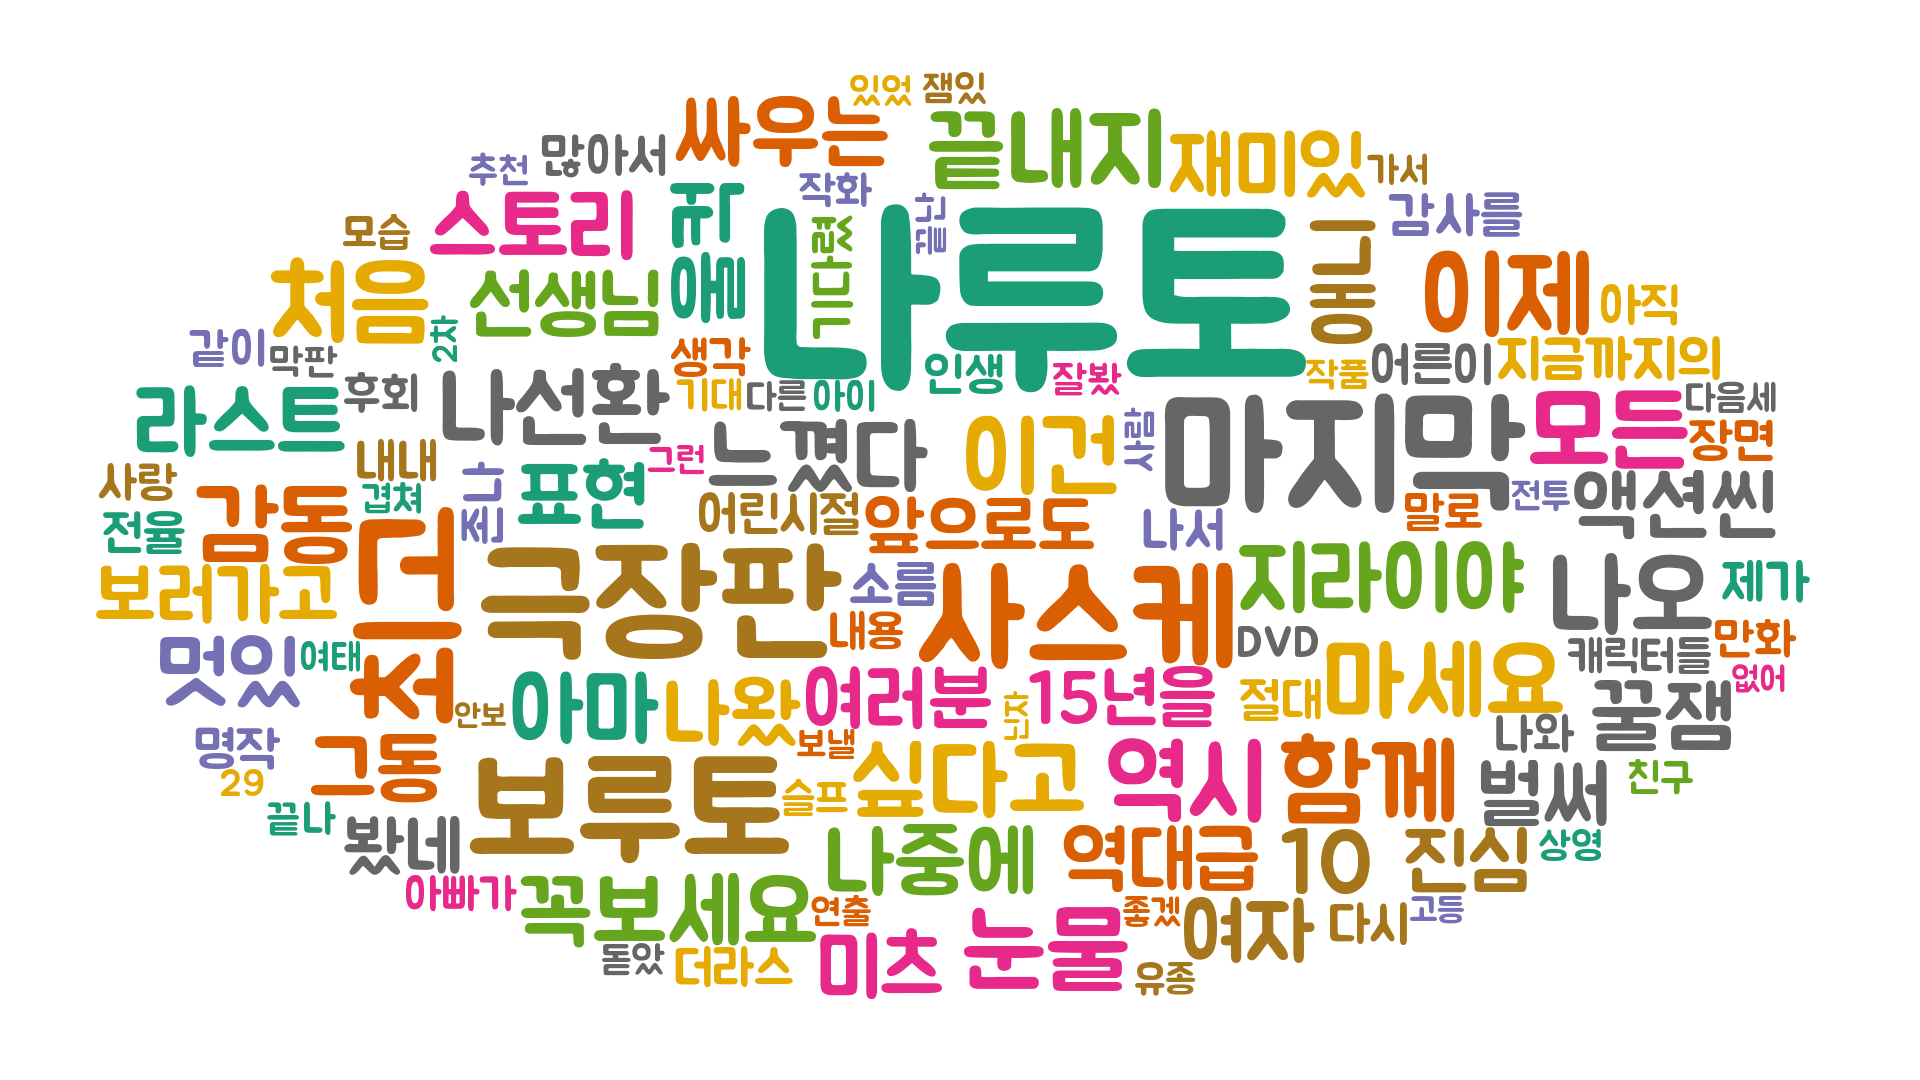 있었 잼있
싸우는 끝내지
많아서 재미있
추천 가서
작화
스토리 뷰 감사를
모습 나루토
처음 선생님 에플 웅니
이제 아직
같이 막판 2차
생각 인생 잘봤
작품 어른이 지금까지의
라스트 후회 나선환
기대 다른 아이
마지막 모든 다음세
장면
내내 느꼈다 이건 사림
그런
사랑 겹쳐 존나 표현
어린시절 앞으로도 나서
말로 전투 액션씬
전율 감동 최고
극장판 소름 사스케 지라이야 나오 제가
보러가고
내용 DVD
캐릭터들 만화
멋있 여태
없어
안보 아마 나왔 여러분 닌자 15년을 절대 마세요
꿀잼
명작 그동 보낼 나와
29
보루토 슬프 싶다고 역시 함께 벌써 친구
끝나 봤네
나중에 역대급 10 진심 상영
아빠가 꼭보세요 연출
좋겠 여자 다시 고등
돋았 더라스 미츠 눈물 유종